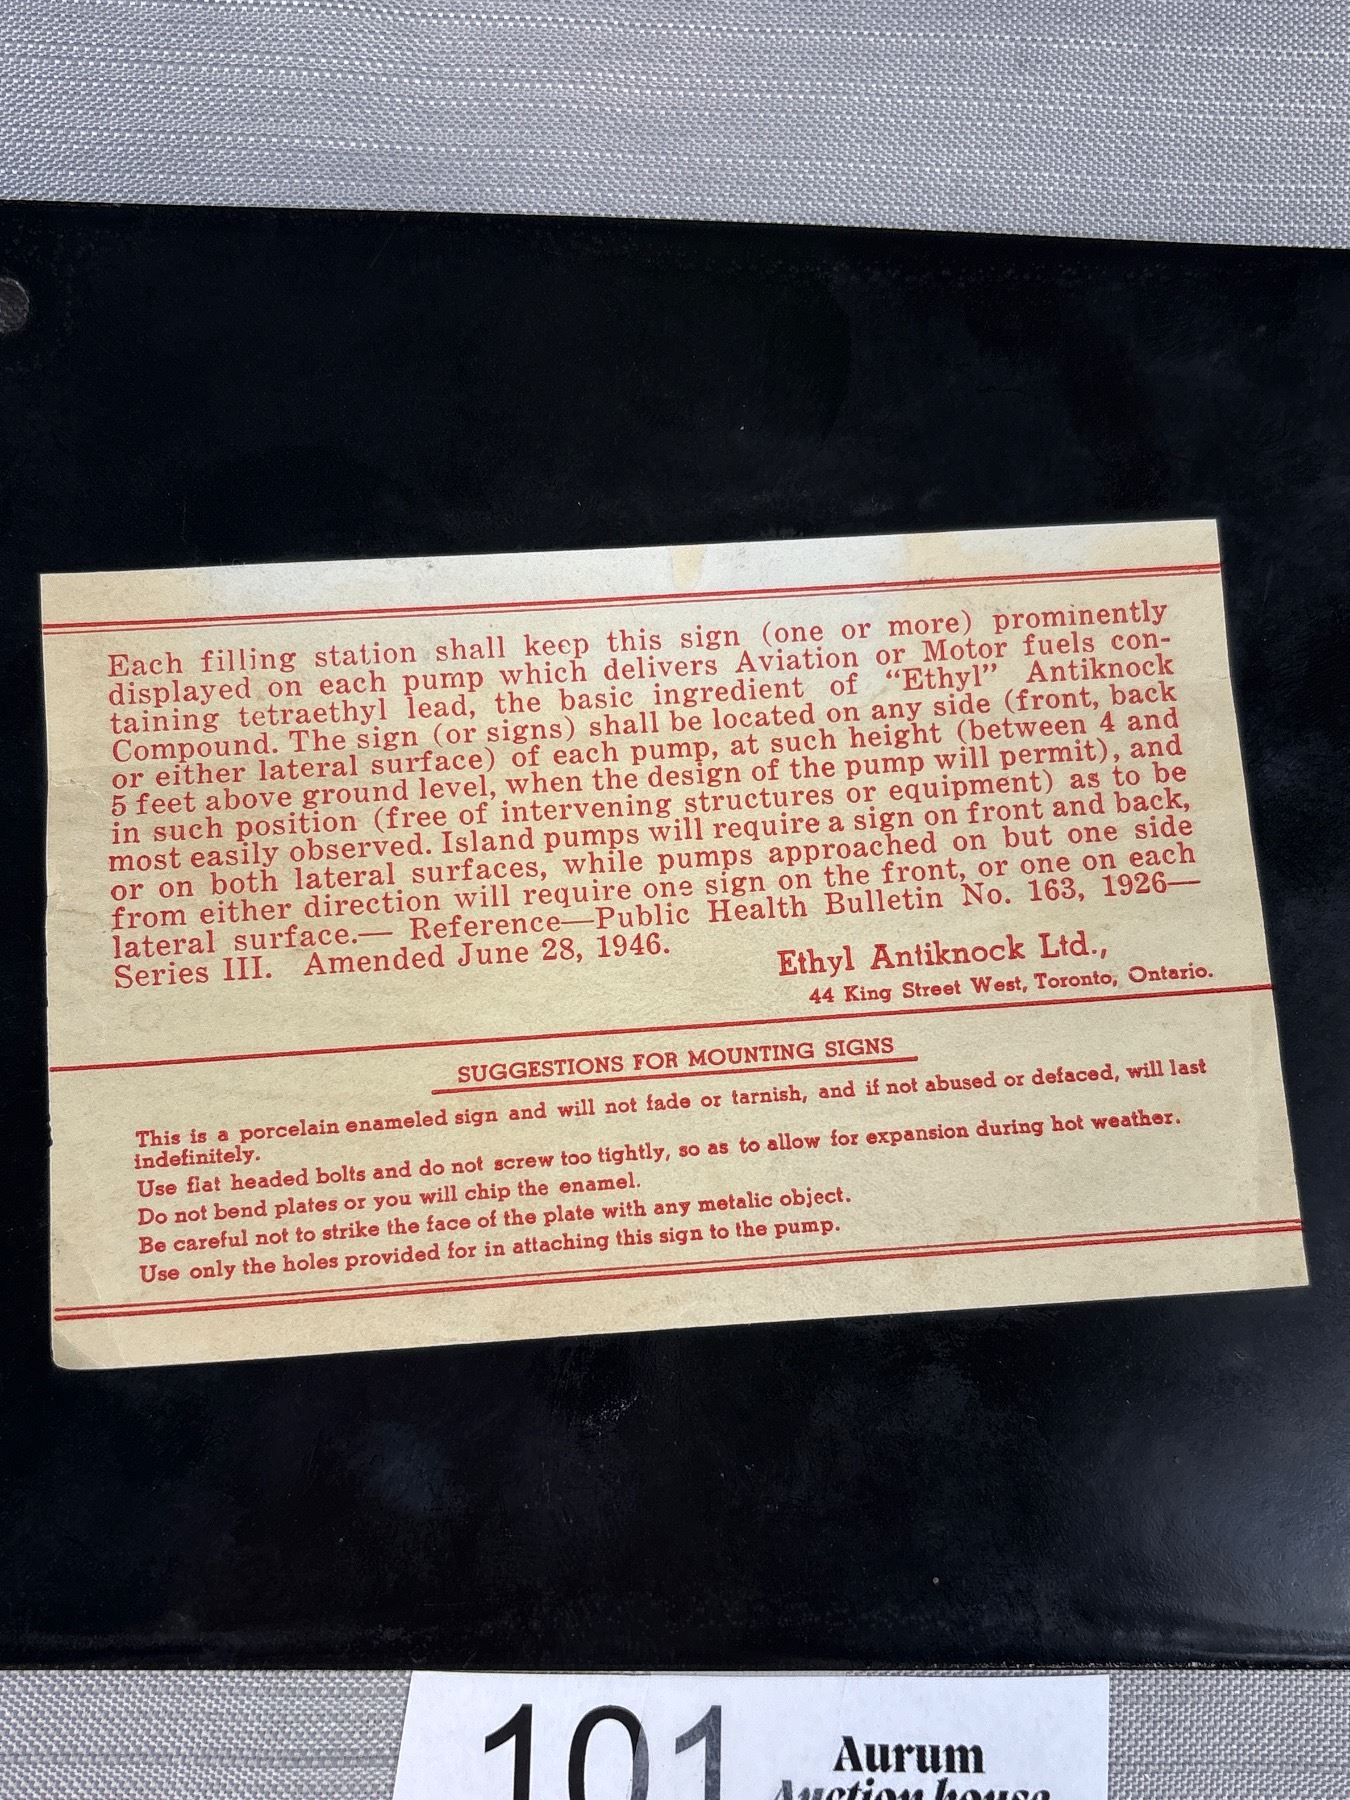 Each filling station shall keep this sign (one or more) prominently
displayed on each pump which delivers Aviation or Motor fuels con-
taining tetraethyl lead, the basic ingredient of “Ethyl” Antiknock
Compound. The sign (or signs) shall be located on any side (front, back
or either lateral surface) of each pump, at such height (between 4 and
5 feet above ground level, when the design of the pump will permit), and
in such position (free of intervening structures or equipment) as to be
most easily observed. Island pumps will require a sign on front and back,
or on both lateral surfaces, while pumps approached on but one side
from either direction will require one sign on the front, or one on each
lateral surface.— Reference—Public Health Bulletin No. 163, 1926—
Series III. Amended June 28, 1946.
Ethyl Antiknock Ltd.,
44 King Street West, Toronto, Ontario.
SUGGESTIONS FOR MOUNTING SIGNS
This is a porcelain enameled sign and will not fade or tarnish, and if not abused or defaced, will last
indefinitely.
Use flat headed bolts and do not screw too tightly, so as to allow for expansion during hot weather.
Do not bend plates or you will chip the enamel.
Be careful not to strike the face of the plate with any metalic object.
Use only the holes provided for in attaching this sign to the pump.
101
Aurum
Auction house